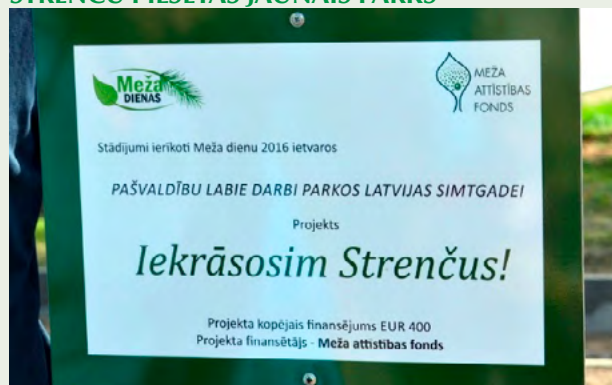 STRENČU PILSĒTAS JAUNAIS PARKS
Meža
DIENAS
MEŽA
ATTĪSTĪBAS
FONDS
Stādījumi ierīkoti Meža dienu 2016 ietvaros
PAŠVALDĪBU LABIE DARBI PARKOS LATVIJAS SIMTGADEI
Projekts
Iekrāsosim Strenčus!
Projekta kopējais finansējums EUR 400
Projekta finansētājs - Meža attīstības fonds